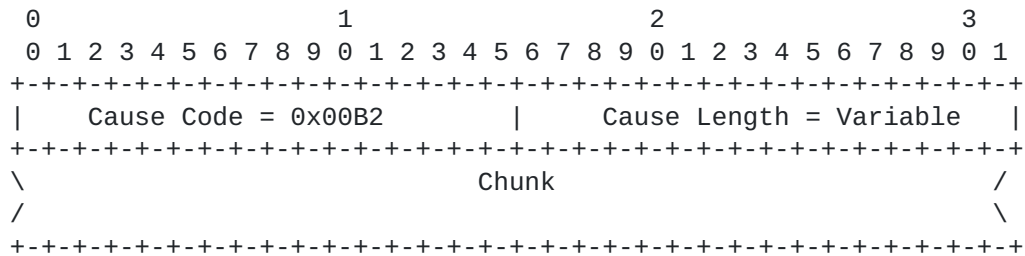 0                   1                   2                   3
 0 1 2 3 4 5 6 7 8 9 0 1 2 3 4 5 6 7 8 9 0 1 2 3 4 5 6 7 8 9 0 1
+-+-+-+-+-+-+-+-+-+-+-+-+-+-+-+-+-+-+-+-+-+-+-+-+-+-+-+-+-+-+-+-+
|    Cause Code = 0x00B2        |     Cause Length = Variable   |
+-+-+-+-+-+-+-+-+-+-+-+-+-+-+-+-+-+-+-+-+-+-+-+-+-+-+-+-+-+-+-+-+
\                             Chunk                             /
/                                                               \
+-+-+-+-+-+-+-+-+-+-+-+-+-+-+-+-+-+-+-+-+-+-+-+-+-+-+-+-+-+-+-+-+